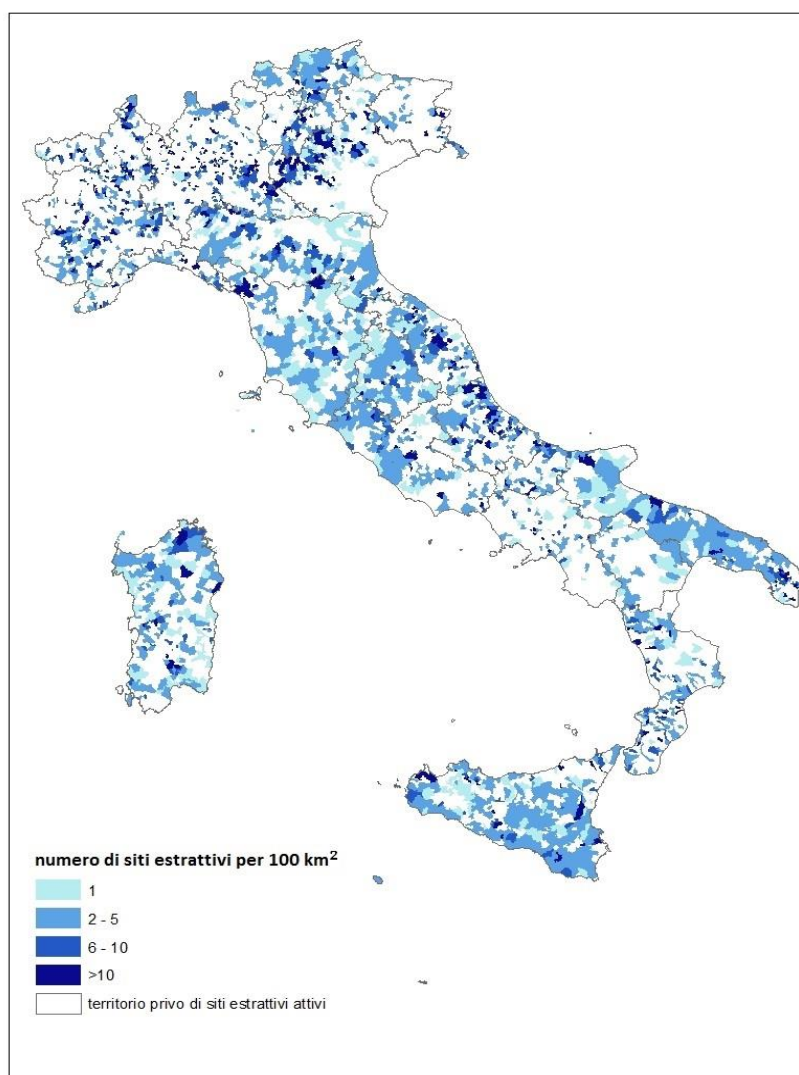 numero di siti estrattivi per 100 km²
1
2 - 5
6 - 10
>10
territorio privo di siti estrattivi attivi